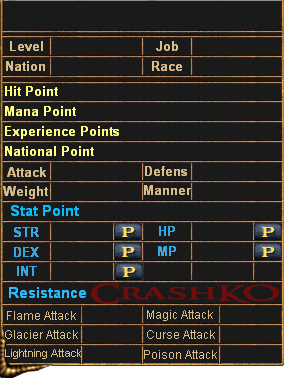 Level Job
Nation Race
Hit Point
Mana Point
Experience Points
National Point
Attack Defens
Weight Manner
Stat Point
STR P HP P
DEX P MP P
INT P
Resistance CRASHKO
Flame Attack Magic Attack
Glacier Attack Curse Attack
Lightning Attack Poison Attack